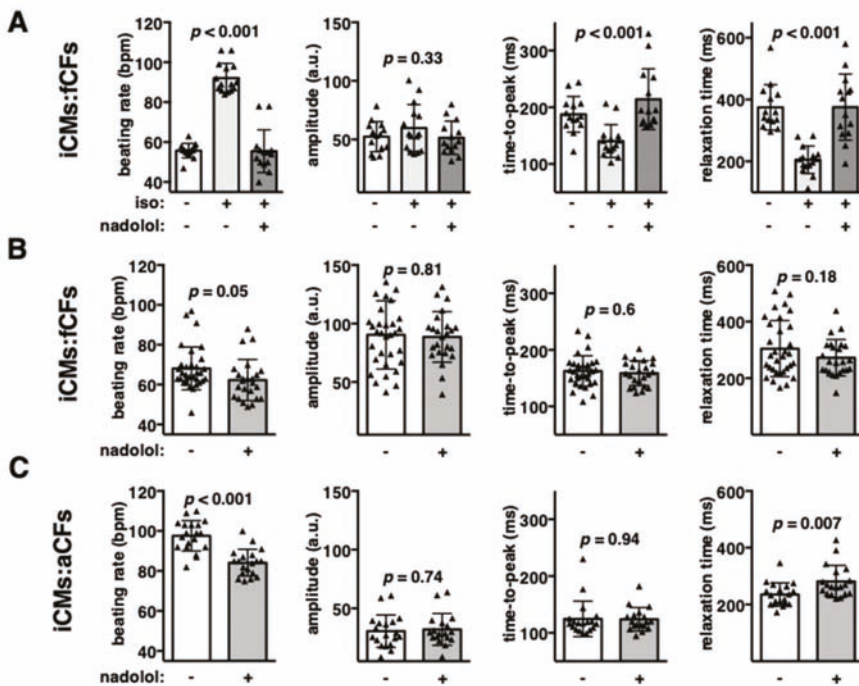 A
iCMs:fCFs
beating rate (bpm)
120
100
80
60
40
p < 0.001
amplitude (a.u.)
150
100
50
p = 0.33
time-to-peak (ms)
300
200
100
p < 0.001
relaxation time (ms)
600
400
200
p < 0.001
iso: - + + - + + - + + - + +
nadolol: - - + - - + - - + - - +
B
iCMs:fCFs
beating rate (bpm)
120
100
80
60
40
p = 0.05
amplitude (a.u.)
150
100
50
p = 0.81
time-to-peak (ms)
300
200
100
p = 0.6
relaxation time (ms)
600
400
200
p = 0.18
nadolol: - + - + - + - +
C
iCMs:aCFs
beating rate (bpm)
120
100
80
60
40
p < 0.001
amplitude (a.u.)
150
100
50
p = 0.74
time-to-peak (ms)
300
200
100
p = 0.94
relaxation time (ms)
600
400
200
p = 0.007
nadolol: - + - + - + - +